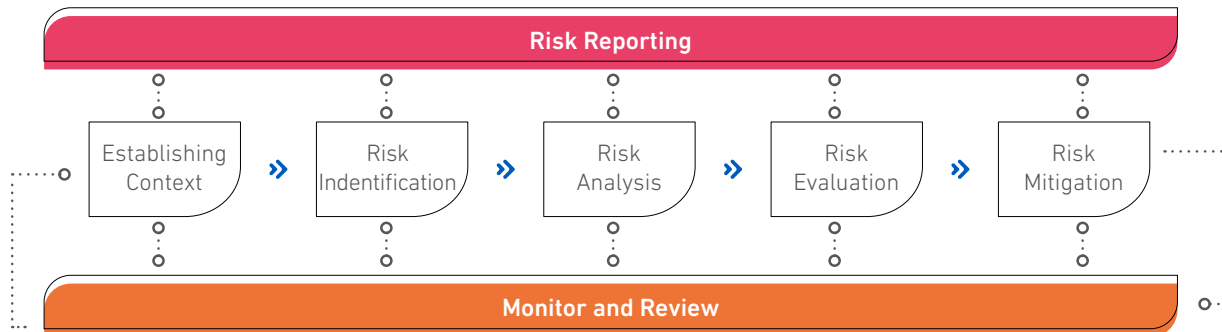 Risk Reporting
Establishing
Context
Risk
Indentification
Risk
Analysis
Risk
Evaluation
Risk
Mitigation
Monitor and Review